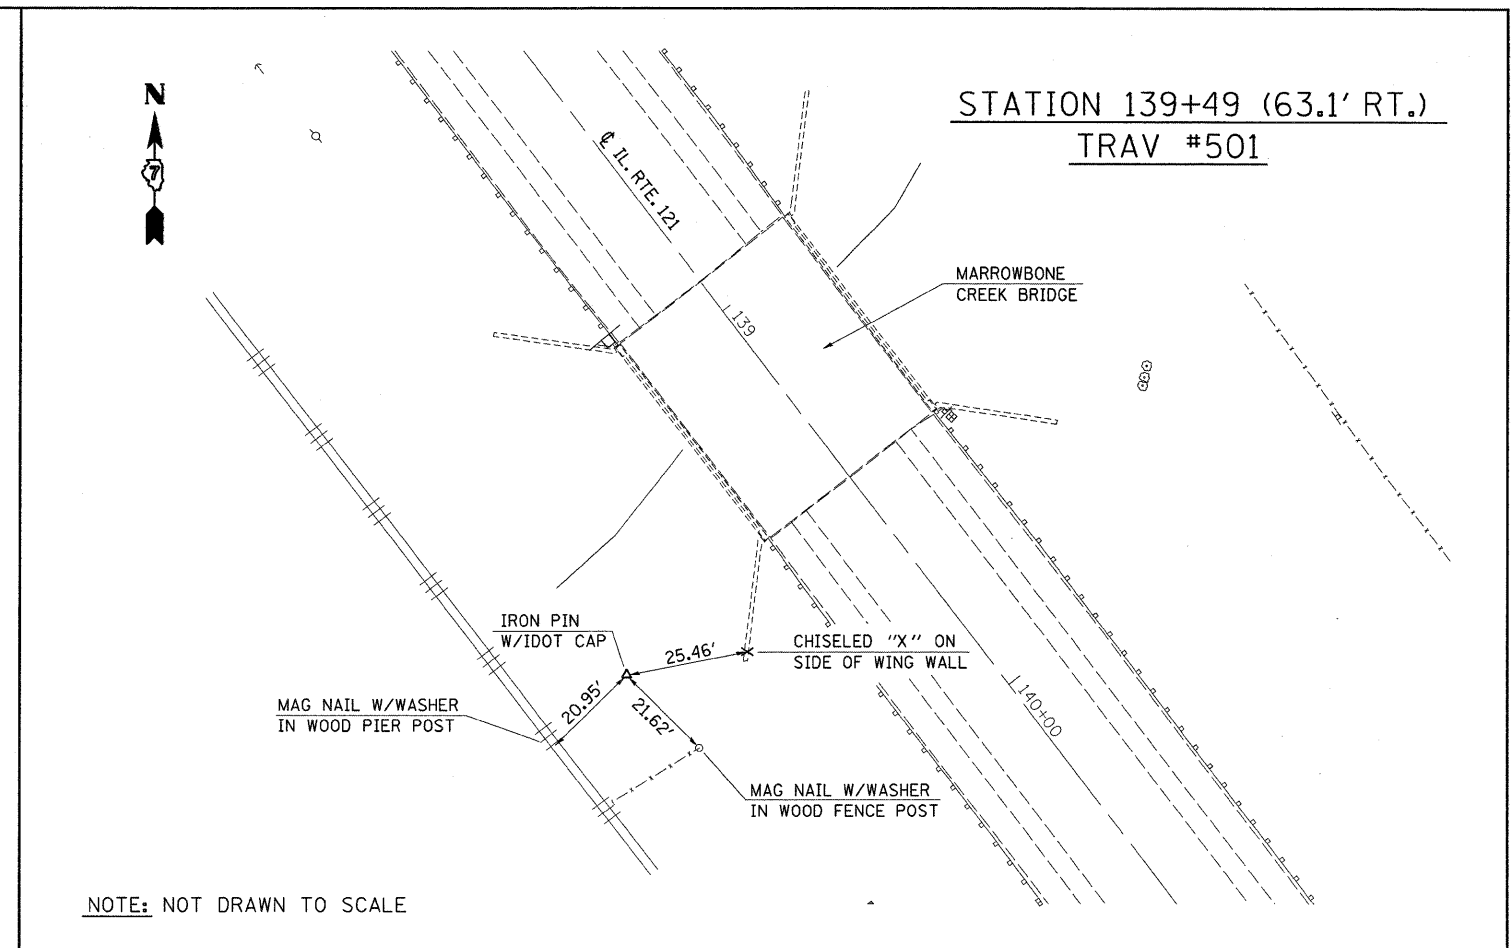 N
7
STATION 139+49 (63.1' RT.)
TRAV #501
℄ IL. RTE. 121
MARROWBONE
CREEK BRIDGE
139
IRON PIN
W/IDOT CAP
25.46'
CHISELED "X" ON
SIDE OF WING WALL
20.95'
21.62'
140+00
MAG NAIL W/WASHER
IN WOOD PIER POST
MAG NAIL W/WASHER
IN WOOD FENCE POST
NOTE: NOT DRAWN TO SCALE